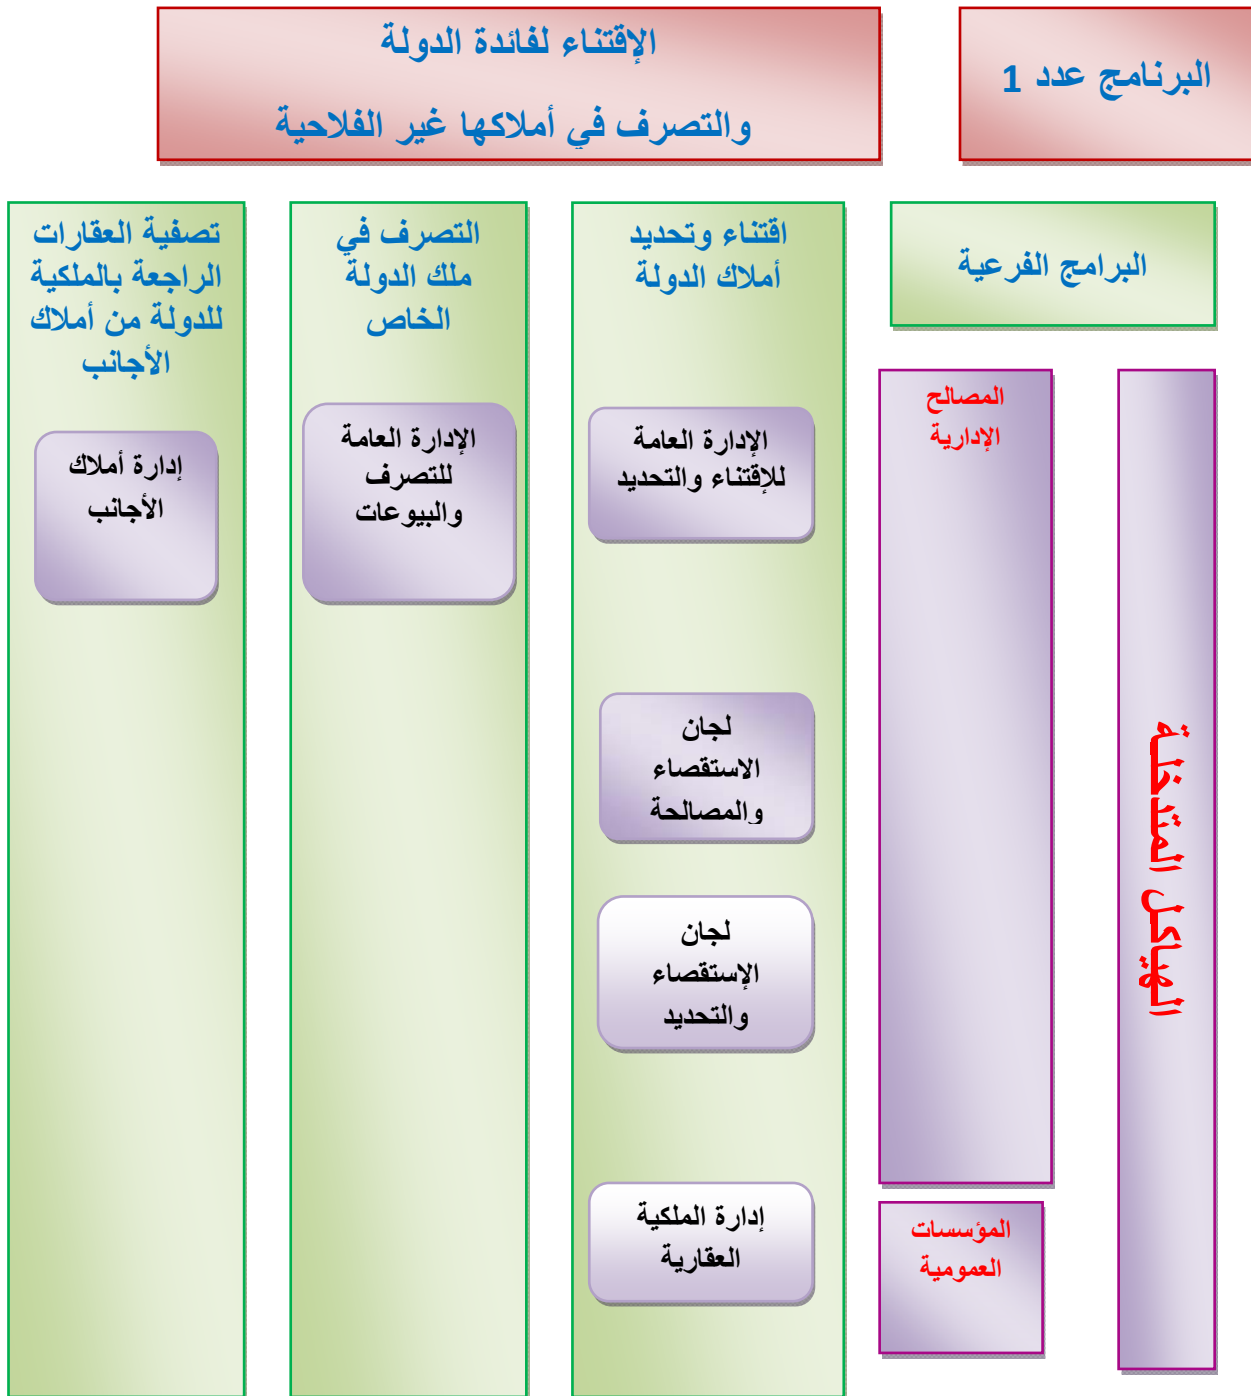 البرنامج عدد 1
الإقتناء لفائدة الدولة
والتصرف في أملاكها غير الفلاحية
البرامج الفرعية
اقتناء وتحديد
أملاك الدولة
التصرف في
ملك الدولة
الخاص
تصفية العقارات
الراجعة بالملكية
للدولة من أملاك
الأجانب
الهياكل المتدخلة
المصالح
الإدارية
الإدارة العامة
للإقتناء والتحديد
الإدارة العامة
للتصرف
والبيوعات
إدارة أملاك
الأجانب
لجان
الاستقصاء
والمصالحة
لجان
الإستقصاء
والتحديد
المؤسسات
العمومية
إدارة الملكية
العقارية